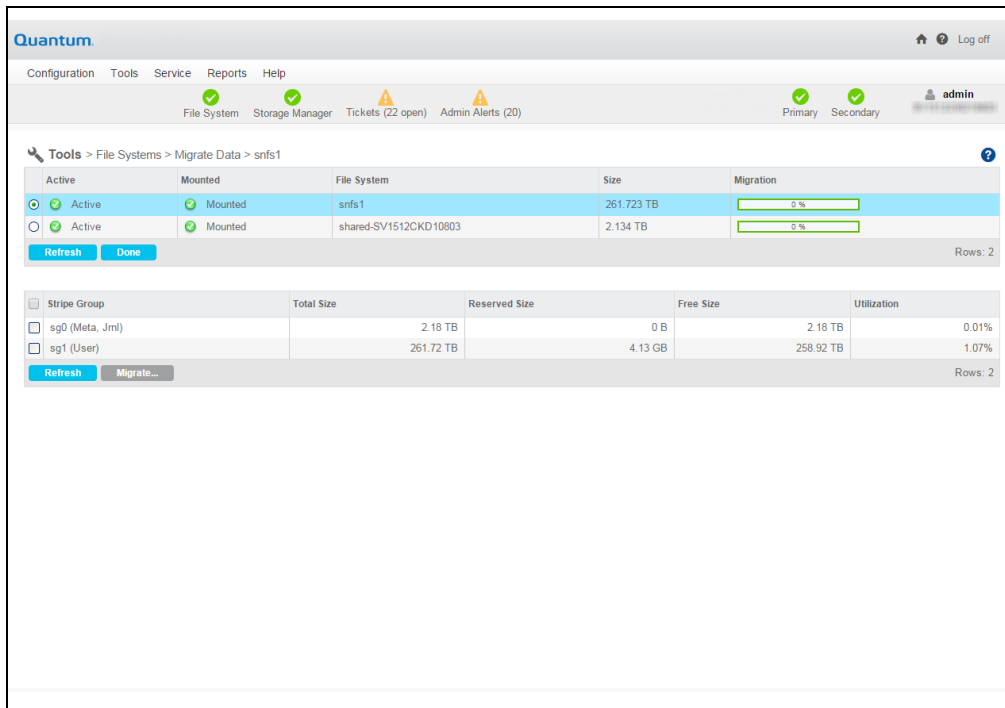 Quantum.
Log off
Configuration Tools Service Reports Help
File System Storage Manager Tickets (22 open) Admin Alerts (20) Primary Secondary admin
Tools > File Systems > Migrate Data > snfs1
Active Mounted File System Size Migration
Active Mounted snfs1 261.723 TB 0 %
Active Mounted shared-SV1512CKD10803 2.134 TB 0 %
Refresh Done Rows: 2
Stripe Group Total Size Reserved Size Free Size Utilization
sg0 (Meta, Jrnl) 2.18 TB 0 B 2.18 TB 0.01%
sg1 (User) 261.72 TB 4.13 GB 258.92 TB 1.07%
Refresh Migrate... Rows: 2